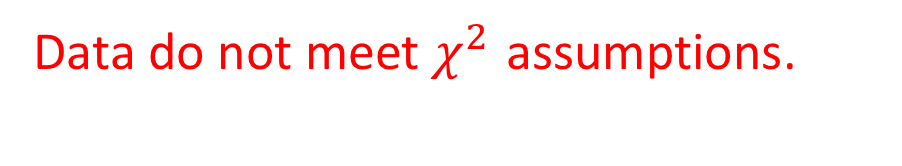 Data do not meet χ² assumptions.